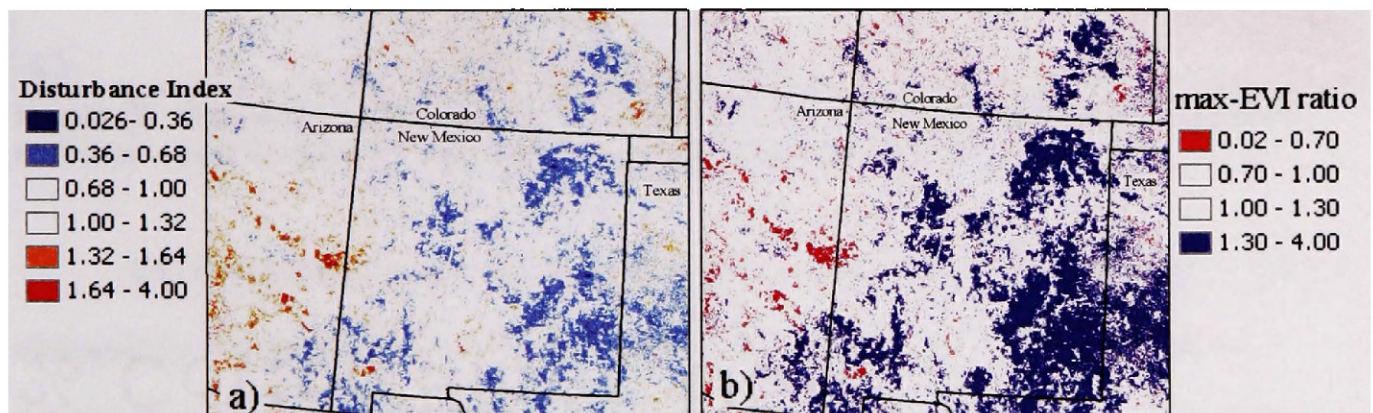 Disturbance Index
0.026- 0.36
0.36 - 0.68
0.68 - 1.00
1.00 - 1.32
1.32 - 1.64
1.64 - 4.00
Colorado
Arizona
New Mexico
Texas
a)
Colorado
Arizona
New Mexico
Texas
b)
max-EVI ratio
0.02 - 0.70
0.70 - 1.00
1.00 - 1.30
1.30 - 4.00